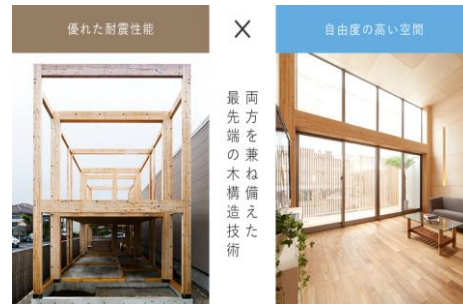 優れた耐震性能
×
自由度の高い空間
両方を兼ね備えた
最先端の木構造技術